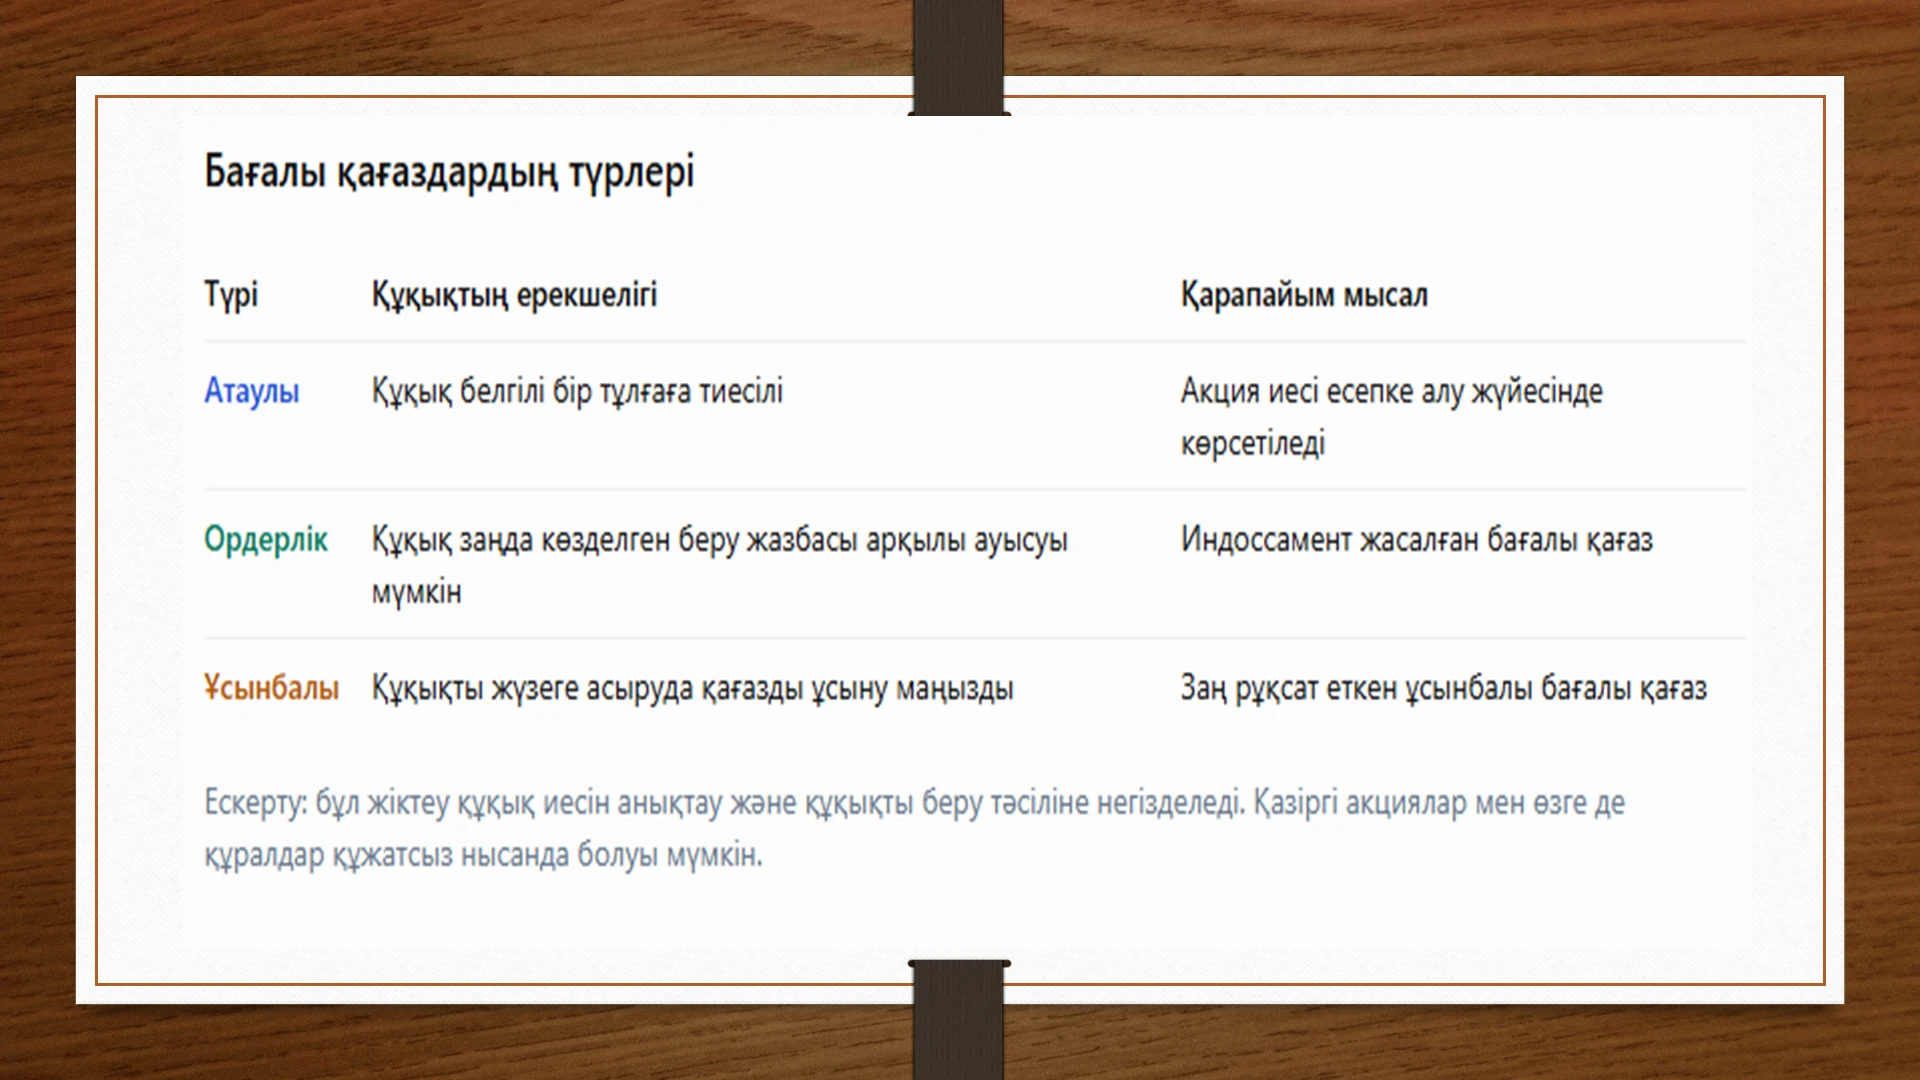 Бағалы қағаздардың түрлері
Түрі Құқықтың ерекшелігі Қарапайым мысал
Атаулы Құқық белгілі бір тұлғаға тиесілі Акция иесі есепке алу жүйесінде
көрсетіледі
Ордерлік Құқық заңда көзделген беру жазбасы арқылы ауысуы Индоссамент жасалған бағалы қағаз
мүмкін
Ұсынбалы Құқықты жүзеге асыруда қағазды ұсыну маңызды Заң рұқсат еткен ұсынбалы бағалы қағаз
Ескерту: бұл жіктеу құқық иесін анықтау және құқықты беру тәсіліне негізделеді. Қазіргі акциялар мен өзге де
құралдар құжатсыз нысанда болуы мүмкін.